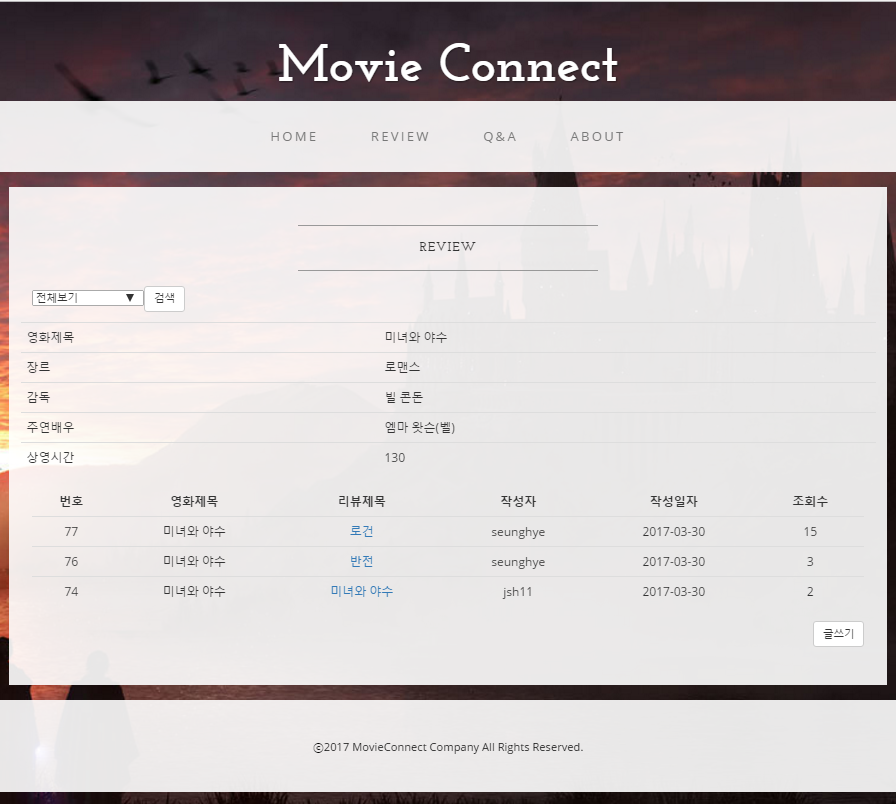 Movie Connect
HOME REVIEW Q&A ABOUT
REVIEW
전체보기 ▼ 검색
영화제목 미녀와 야수
장르 로맨스
감독 빌 콘돈
주연배우 엠마 왓슨(벨)
상영시간 130
번호 영화제목 리뷰제목 작성자 작성일자 조회수
77 미녀와 야수 로건 seunghye 2017-03-30 15
76 미녀와 야수 반전 seunghye 2017-03-30 3
74 미녀와 야수 미녀와 야수 jsh11 2017-03-30 2
글쓰기
ⓒ2017 MovieConnect Company All Rights Reserved.